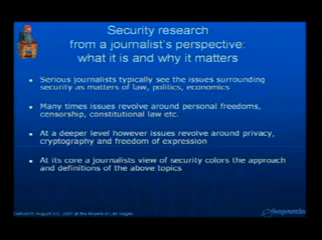 Security research
from a journalist's perspective:
what it is and why it matters
Serious journalists typically see the issues surrounding
security as matters of law, politics, economics
Many times issues revolve around personal freedoms,
censorship, constitutional law etc.
At a deeper level however issues revolve around privacy,
cryptography and freedom of expression
At its core a journalists view of security colors the approach
and definitions of the above topics